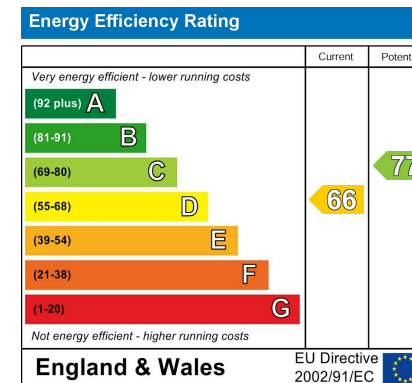 Energy Efficiency Rating
Current Potent
Very energy efficient - lower running costs
(92 plus) A
(81-91) B
(69-80) C
77
(55-68) D
66
(39-54) E
(21-38) F
(1-20) G
Not energy efficient - higher running costs
England & Wales
EU Directive
2002/91/EC